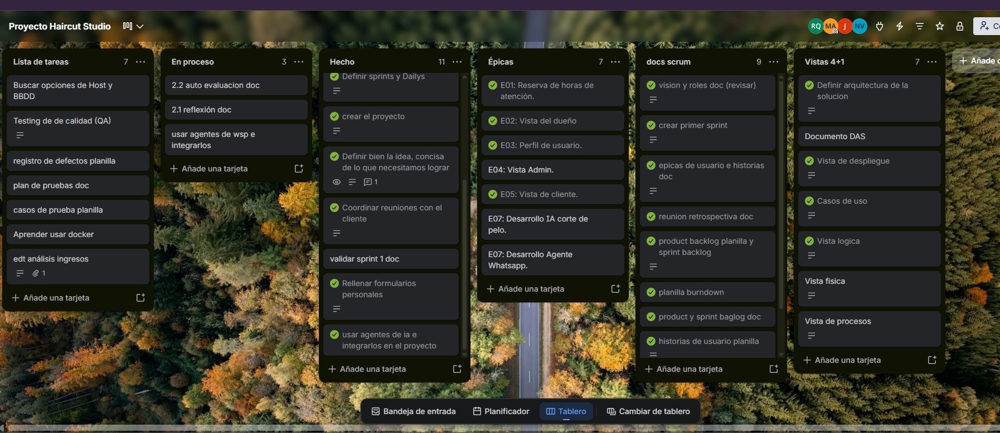 Proyecto Haircut Studio
RQ
MA
J
NV
Lista de tareas
7
Buscar opciones de Host y
BBDD
Testing de de calidad (QA)
registro de defectos planilla
plan de pruebas doc
casos de prueba planilla
Aprender usar docker
edt análisis ingresos
1
Añade una tarjeta
En proceso
3
2.2 auto evaluacion doc
2.1 reflexión doc
usar agentes de wsp e
integrarlos
Añade una tarjeta
Hecho
11
Definir sprints y Dailys
crear el proyecto
Definir bien la idea, concisa
de lo que necesitamos lograr
1
Coordinar reuniones con el
cliente
validar sprint 1 doc
Rellenar formularios
personales
usar agentes de ia e
integrarlos en el proyecto
Añade una tarjeta
Épicas
7
E01: Reserva de horas de
atención.
E02: Vista del dueño
E03: Perfil de usuario.
E04: Vista Admin.
E05: Vista de cliente.
E07: Desarrollo IA corte de
pelo.
E07: Desarrollo Agente
Whatsapp.
Añade una tarjeta
docs scrum
9
vision y roles doc (revisar)
crear primer sprint
epicas de usuario e historias
doc
reunion retrospectiva doc
product backlog planilla y
sprint backlog
planilla burndown
product y sprint baglog doc
historias de usuario planilla
Añade una tarjeta
Vistas 4+1
7
Definir arquitectura de la
solucion
Documento DAS
Vista de despliegue
Casos de uso
Vista logica
Vista fisica
Vista de procesos
Añade una tarjeta
Añade
Bandeja de entrada
Planificador
Tablero
Cambiar de tablero